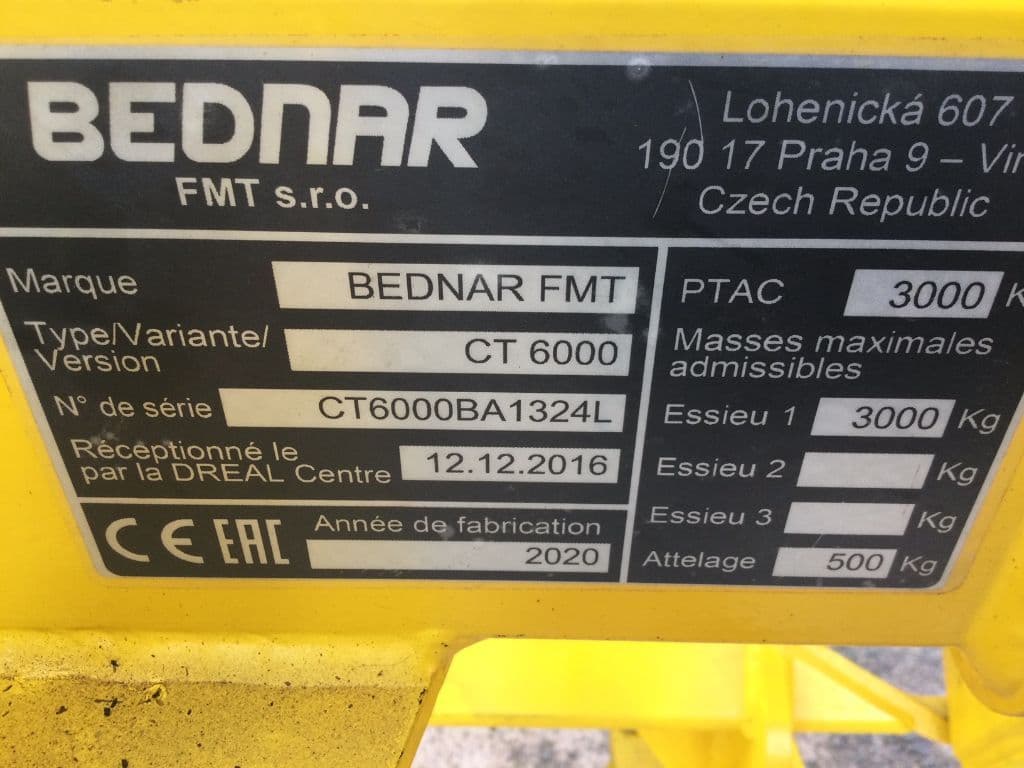 BEDNAR
FMT s.r.o.
Lohenická 607
190 17 Praha 9 –
Czech Republic
Marque BEDNAR FMT
Type/Variante/
Version CT 6000
N° de série CT6000BA1324L
Réceptionné le
par la DREAL Centre 12.12.2016
CE EAC
Année de fabrication
2020
PTAC 3000
Masses maximales
admissibles
Essieu 1 3000 Kg
Essieu 2 Kg
Essieu 3 Kg
Attelage 500 Kg